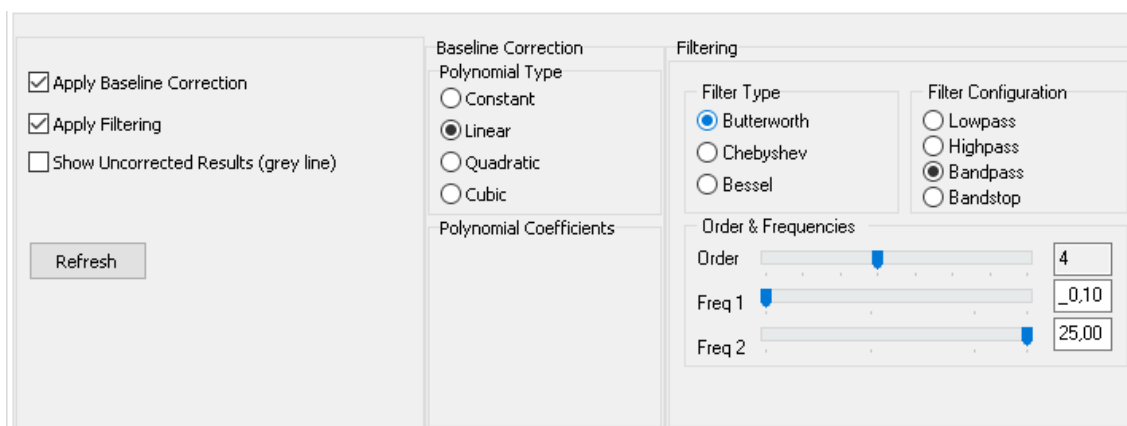 Apply Baseline Correction
Apply Filtering
Show Uncorrected Results (grey line)
Refresh
Baseline Correction
Polynomial Type
Constant
Linear
Quadratic
Cubic
Polynomial Coefficients
Filtering
Filter Type
Butterworth
Chebyshev
Bessel
Filter Configuration
Lowpass
Highpass
Bandpass
Bandstop
Order & Frequencies
Order 4
Freq 1 _0,10
Freq 2 25,00